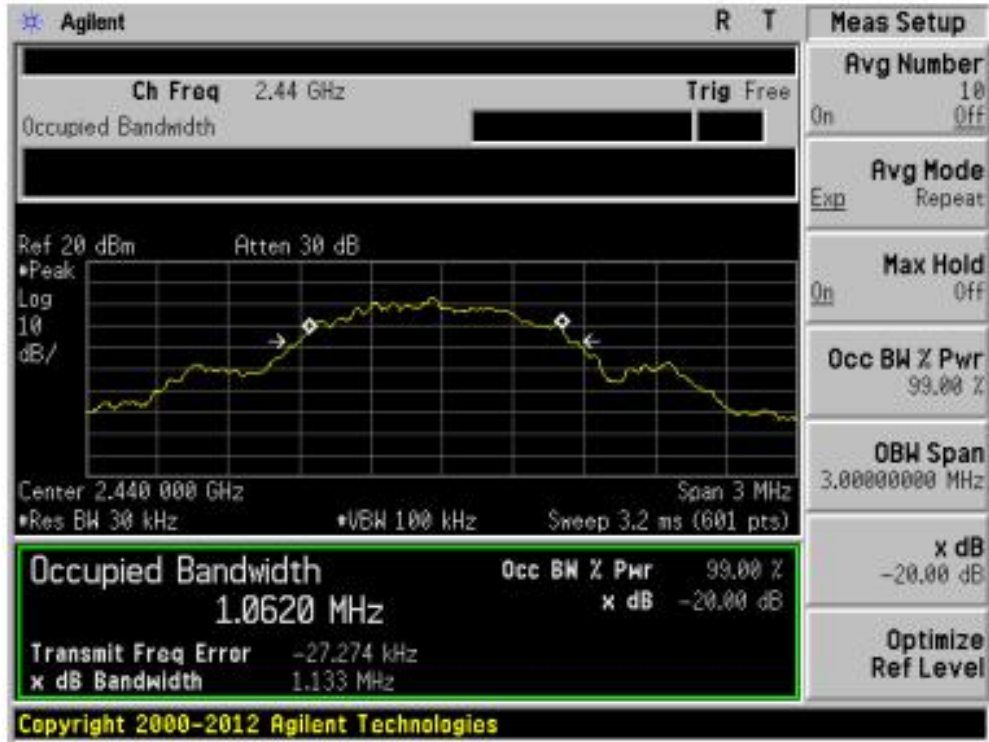 Agilent R T
Meas Setup
Ch Freq 2.44 GHz Trig Free
Occupied Bandwidth
Ref 20 dBm Atten 30 dB
Peak
Log
10
dB/
Center 2.440 000 GHz Span 3 MHz
Res BW 30 kHz VBW 100 kHz Sweep 3.2 ms (601 pts)
Occupied Bandwidth
1.0620 MHz
Occ BW % Pwr 99.00 %
x dB -20.00 dB
Transmit Freq Error -27.274 kHz
x dB Bandwidth 1.133 MHz
Copyright 2000-2012 Agilent Technologies
Avg Number
10
On Off
Avg Mode
Exp Repeat
Max Hold
On Off
Occ BW % Pwr
99.00 %
OBW Span
3.00000000 MHz
x dB
-20.00 dB
Optimize
Ref Level